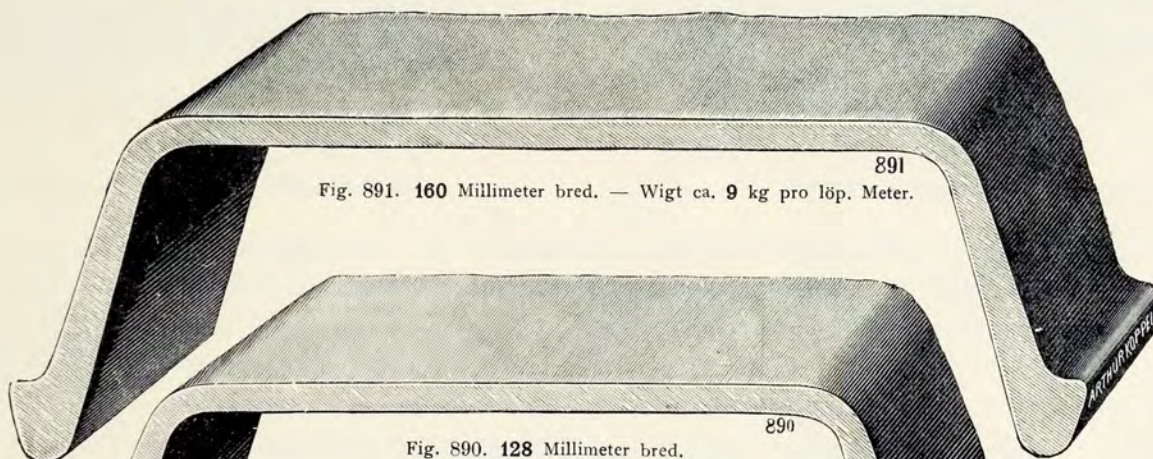 891
Fig. 891. 160 Millimeter bred. — Wigt ca. 9 kg pro löp. Meter.
ARTHUR KOPPEL
890
Fig. 890. 128 Millimeter bred.